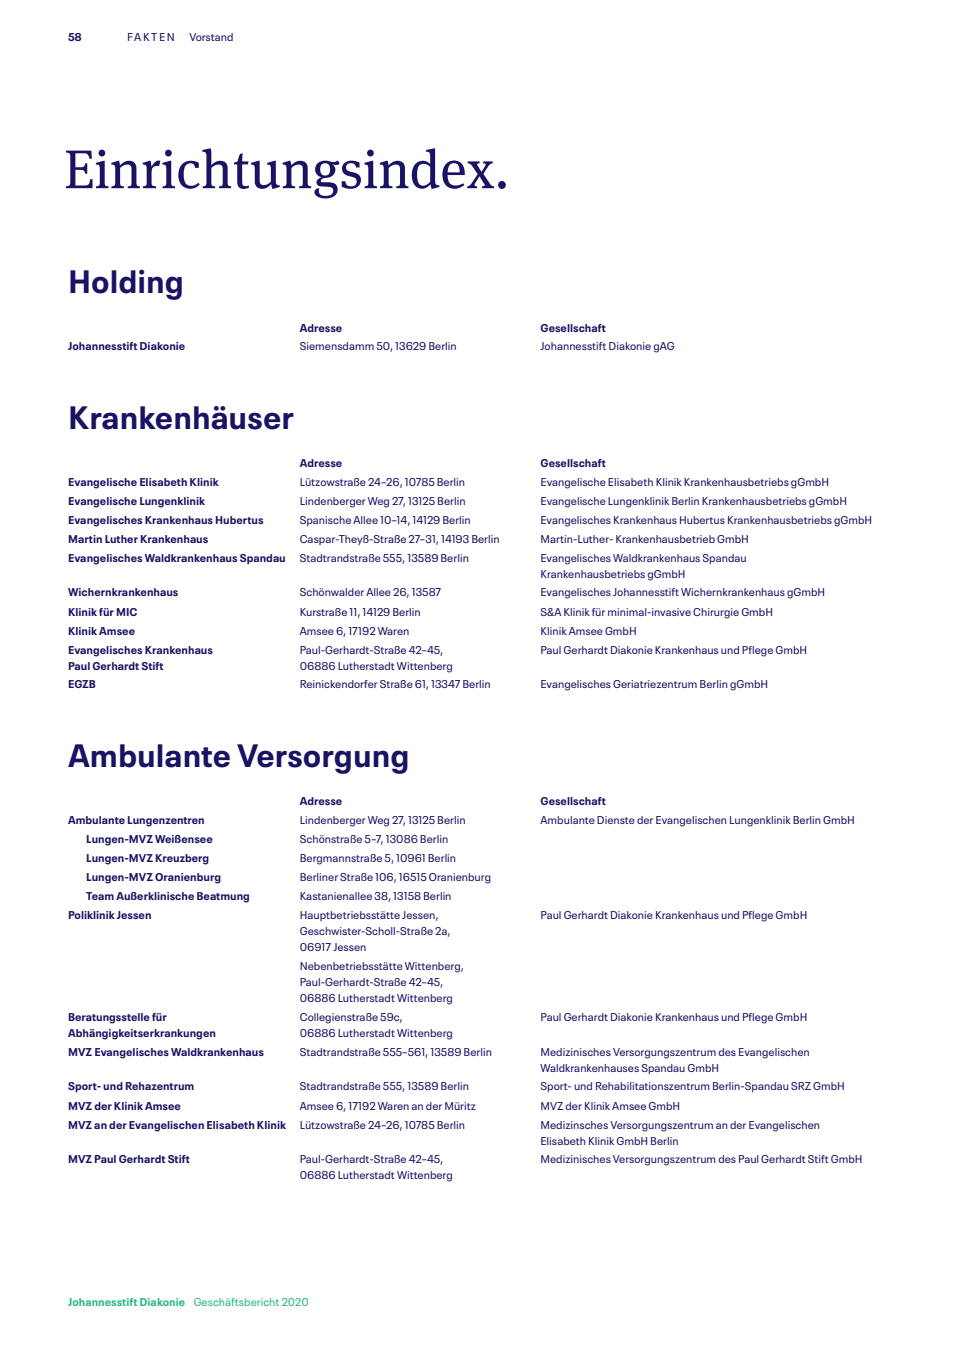 58 FAKTEN Vorstand
Einrichtungsindex.
Holding
Adresse Gesellschaft
Johannesstift Diakonie Siemensdamm 50, 13629 Berlin Johannesstift Diakonie gAG
Krankenhäuser
Adresse Gesellschaft
Evangelische Elisabeth Klinik Lützowstraße 24–26, 10785 Berlin Evangelische Elisabeth Klinik Krankenhausbetriebs gGmbH
Evangelische Lungenklinik Lindenberger Weg 27, 13125 Berlin Evangelische Lungenklinik Berlin Krankenhausbetriebs gGmbH
Evangelisches Krankenhaus Hubertus Spanische Allee 10–14, 14129 Berlin Evangelisches Krankenhaus Hubertus Krankenhausbetriebs gGmbH
Martin Luther Krankenhaus Caspar-Theyß-Straße 27–31, 14193 Berlin Martin-Luther- Krankenhausbetrieb GmbH
Evangelisches Waldkrankenhaus Spandau Stadtrandstraße 555, 13589 Berlin Evangelisches Waldkrankenhaus Spandau
Krankenhausbetriebs gGmbH
Wichernkrankenhaus Schönwalder Allee 26, 13587 Evangelisches Johannesstift Wichernkrankenhaus gGmbH
Klinik für MIC Kurstraße 11, 14129 Berlin S&A Klinik für minimal-invasive Chirurgie GmbH
Klinik Amsee Amsee 6, 17192 Waren Klinik Amsee GmbH
Evangelisches Krankenhaus Paul-Gerhardt-Straße 42–45, Paul Gerhardt Diakonie Krankenhaus und Pflege GmbH
Paul Gerhardt Stift 06886 Lutherstadt Wittenberg
EGZB Reinickendorfer Straße 61, 13347 Berlin Evangelisches Geriatriezentrum Berlin gGmbH
Ambulante Versorgung
Adresse Gesellschaft
Ambulante Lungenzentren Lindenberger Weg 27, 13125 Berlin Ambulante Dienste der Evangelischen Lungenklinik Berlin GmbH
Lungen-MVZ Weißensee Schönstraße 5–7, 13086 Berlin
Lungen-MVZ Kreuzberg Bergmannstraße 5, 10961 Berlin
Lungen-MVZ Oranienburg Berliner Straße 106, 16515 Oranienburg
Team Außerklinische Beatmung Kastanienallee 38, 13158 Berlin
Poliklinik Jessen Hauptbetriebsstätte Jessen, Paul Gerhardt Diakonie Krankenhaus und Pflege GmbH
Geschwister-Scholl-Straße 2a,
06917 Jessen
Nebenbetriebsstätte Wittenberg,
Paul-Gerhardt-Straße 42–45,
06886 Lutherstadt Wittenberg
Beratungsstelle für Collegienstraße 59c, Paul Gerhardt Diakonie Krankenhaus und Pflege GmbH
Abhängigkeitserkrankungen 06886 Lutherstadt Wittenberg
MVZ Evangelisches Waldkrankenhaus Stadtrandstraße 555–561, 13589 Berlin Medizinisches Versorgungszentrum des Evangelischen
Waldkrankenhauses Spandau GmbH
Sport- und Rehazentrum Stadtrandstraße 555, 13589 Berlin Sport- und Rehabilitationszentrum Berlin-Spandau SRZ GmbH
MVZ der Klinik Amsee Amsee 6, 17192 Waren an der Müritz MVZ der Klinik Amsee GmbH
MVZ an der Evangelischen Elisabeth Klinik Lützowstraße 24–26, 10785 Berlin Medizinsches Versorgungszentrum an der Evangelischen
Elisabeth Klinik GmbH Berlin
MVZ Paul Gerhardt Stift Paul-Gerhardt-Straße 42–45, Medizinisches Versorgungszentrum des Paul Gerhardt Stift GmbH
06886 Lutherstadt Wittenberg
Johannesstift Diakonie Geschäftsbericht 2020